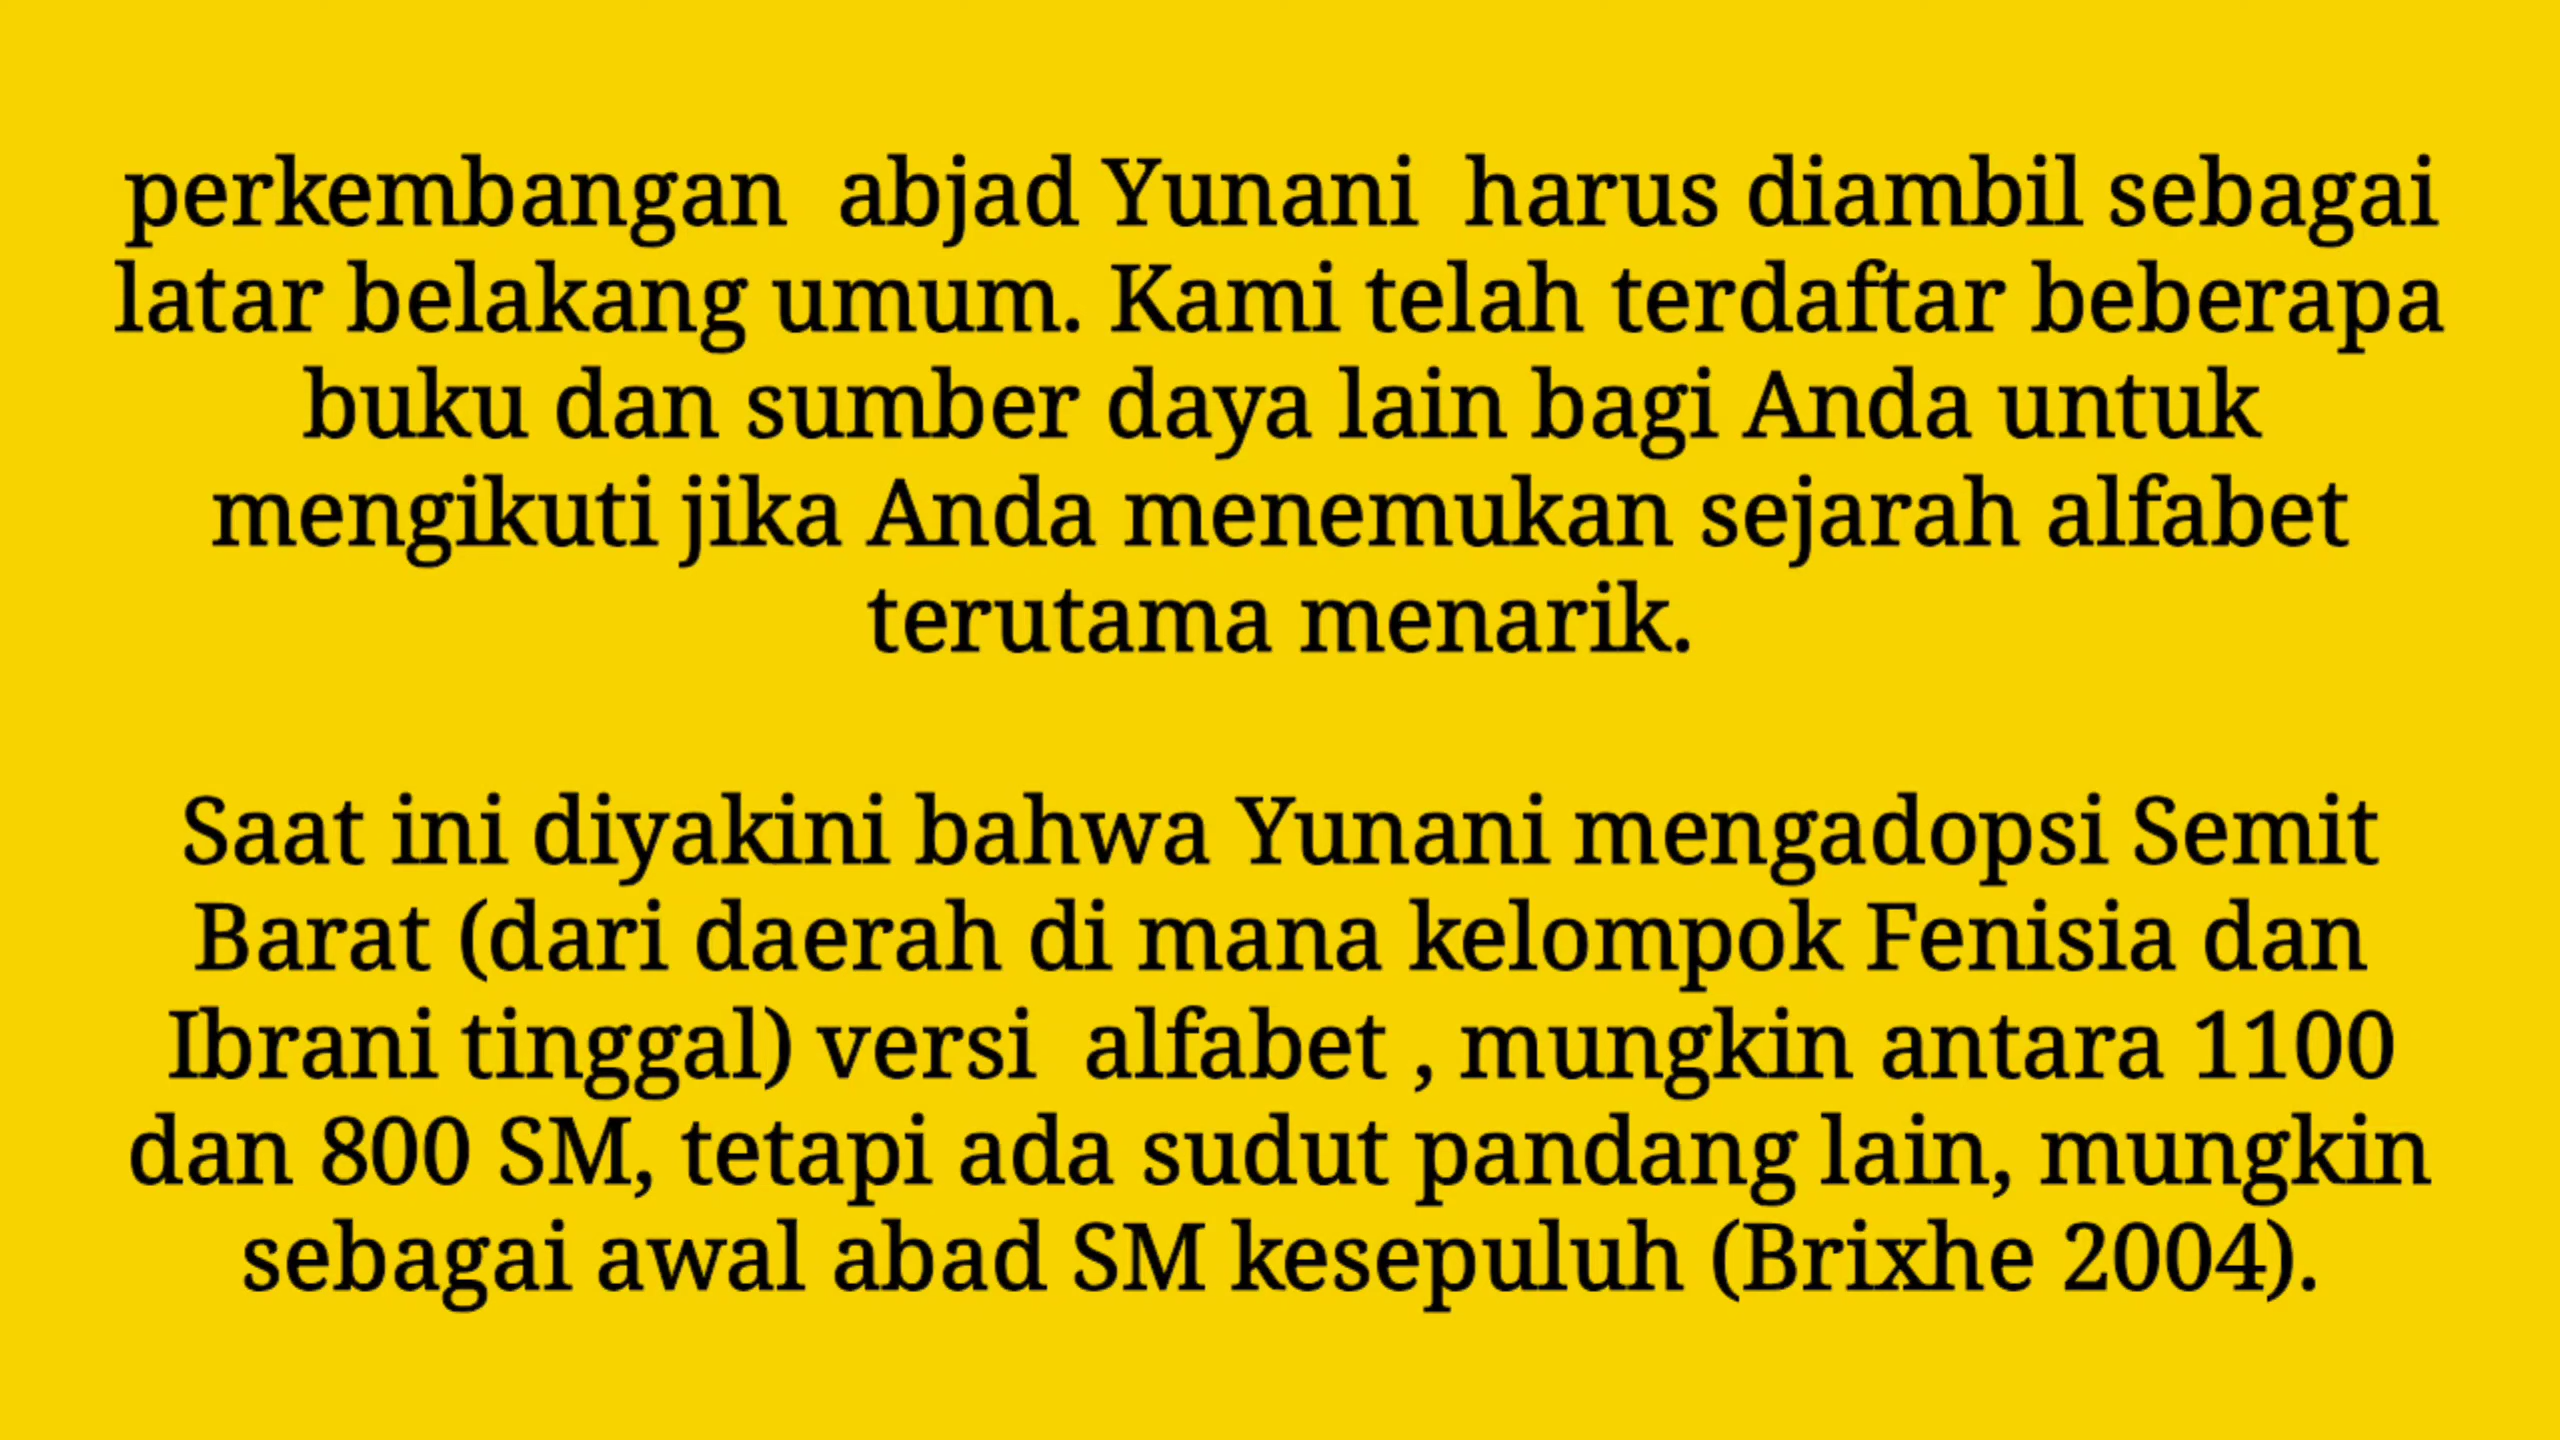 perkembangan  abjad Yunani  harus diambil sebagai
latar belakang umum. Kami telah terdaftar beberapa
buku dan sumber daya lain bagi Anda untuk
mengikuti jika Anda menemukan sejarah alfabet
terutama menarik.
Saat ini diyakini bahwa Yunani mengadopsi Semit
Barat (dari daerah di mana kelompok Fenisia dan
Ibrani tinggal) versi  alfabet , mungkin antara 1100
dan 800 SM, tetapi ada sudut pandang lain, mungkin
sebagai awal abad SM kesepuluh (Brixhe 2004).